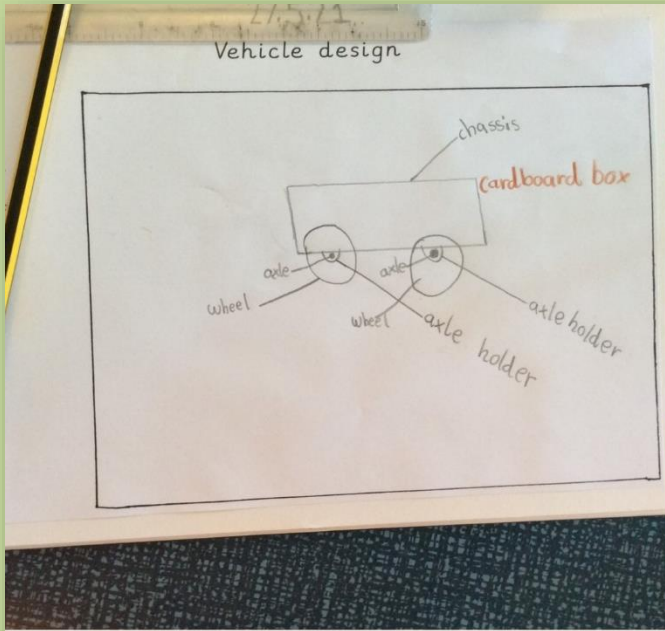 Vehicle design
chassis
cardboard box
axle
axle
wheel
wheel
axle holder
axle holder